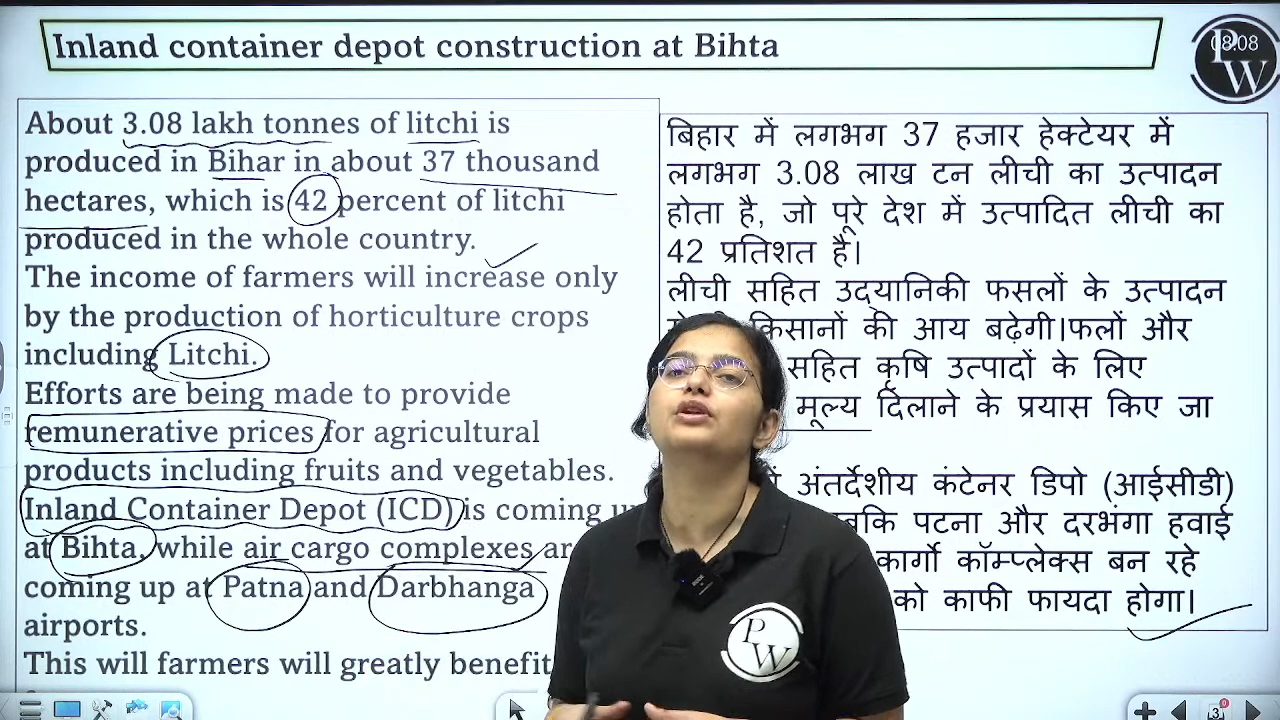 Inland container depot construction at Bihta
08:08
PW
About 3.08 lakh tonnes of litchi is
produced in Bihar in about 37 thousand
hectares, which is 42 percent of litchi
produced in the whole country.
The income of farmers will increase only
by the production of horticulture crops
including Litchi.
Efforts are being made to provide
remunerative prices for agricultural
products including fruits and vegetables.
Inland Container Depot (ICD) is coming
at Bihta, while air cargo complexes
coming up at Patna and Darbhanga
airports.
This will farmers will greatly benefit
बिहार में लगभग 37 हजार हेक्टेयर में
लगभग 3.08 लाख टन लीची का उत्पादन
होता है, जो पूरे देश में उत्पादित लीची का
42 प्रतिशत है।
लीची सहित उद्यानिकी फसलों के उत्पादन
किसानों की आय बढ़ेगी।फलों और
सहित कृषि उत्पादों के लिए
मूल्य दिलाने के प्रयास किए जा
अंतर्देशीय कंटेनर डिपो (आईसीडी)
पटना और दरभंगा हवाई
कार्गो कॉम्प्लेक्स बन रहे
को काफी फायदा होगा।
PW
3